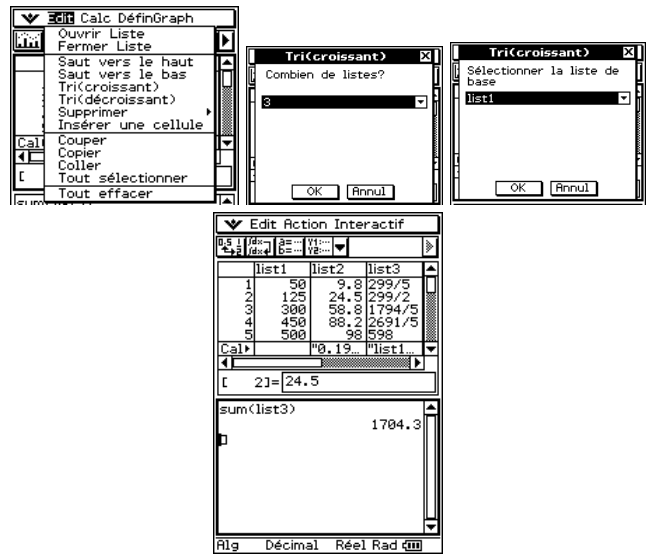 Edit Calc DéfinGraph
Ouvrir Liste
Fermer Liste
Saut vers le haut
Saut vers le bas
Tri(croissant)
Tri(décroissant)
Supprimer
Insérer une cellule
Couper
Copier
Coller
Tout sélectionner
Tout effacer
Cal
[
Tri(croissant)
Combien de listes?
3
OK Annul
Tri(croissant)
Sélectionner la liste de
base
list1
OK Annul
Edit Action Interactif
list1 list2 list3
1 50 9.8 299/5
2 125 24.5 299/2
3 300 58.8 1794/5
4 450 88.2 2691/5
5 500 98 598
Cal▸ "0.19… "list1…
[ 2]= 24.5
sum(list3)
1704.3
Alg Décimal Réel Rad